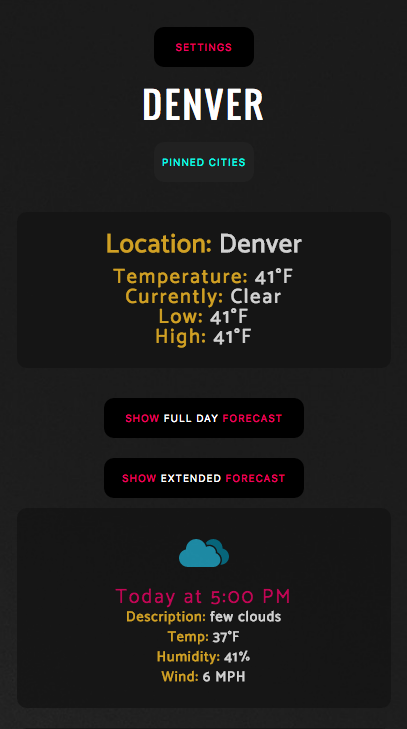 SETTINGS
DENVER
PINNED CITIES
Location: Denver
Temperature: 41°F
Currently: Clear
Low: 41°F
High: 41°F
SHOW FULL DAY FORECAST
SHOW EXTENDED FORECAST
Today at 5:00 PM
Description: few clouds
Temp: 37°F
Humidity: 41%
Wind: 6 MPH